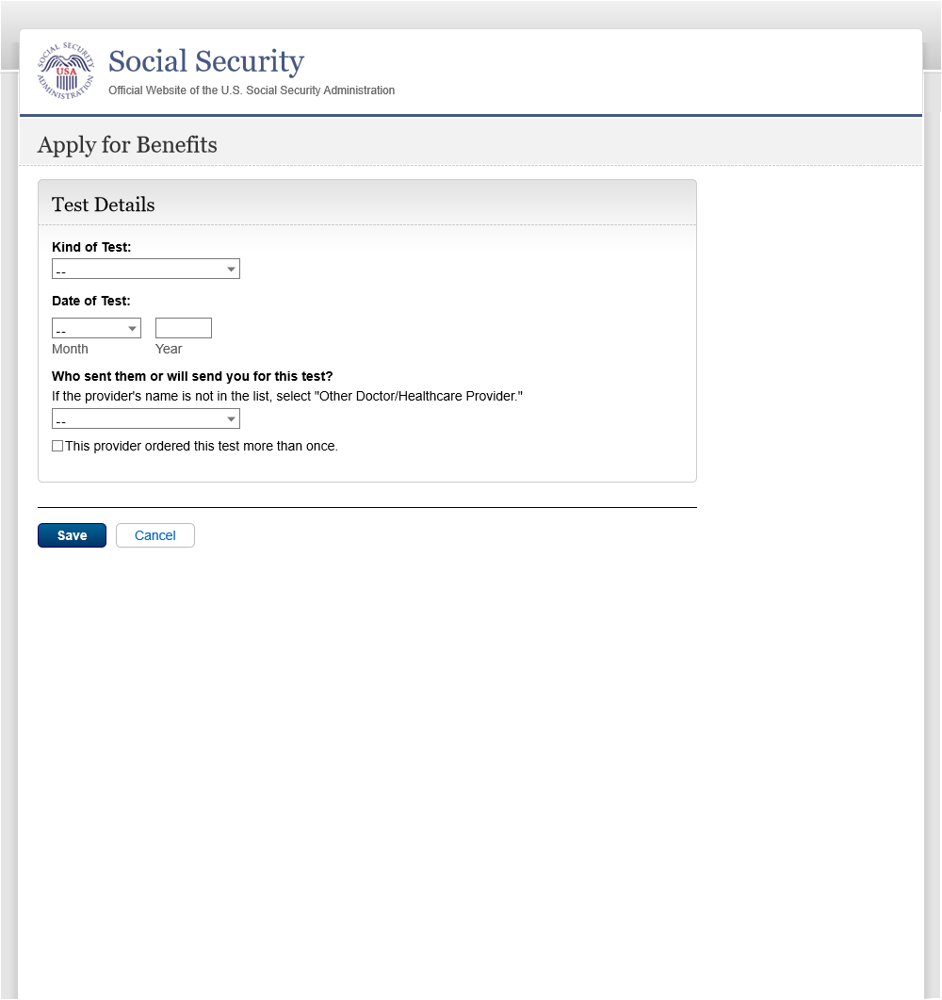 SOCIAL SECURITY
USA
ADMINISTRATION
Social Security
Official Website of the U.S. Social Security Administration
Apply for Benefits
Test Details
Kind of Test:
--
Date of Test:
--
Month Year
Who sent them or will send you for this test?
If the provider's name is not in the list, select "Other Doctor/Healthcare Provider."
--
This provider ordered this test more than once.
Save Cancel